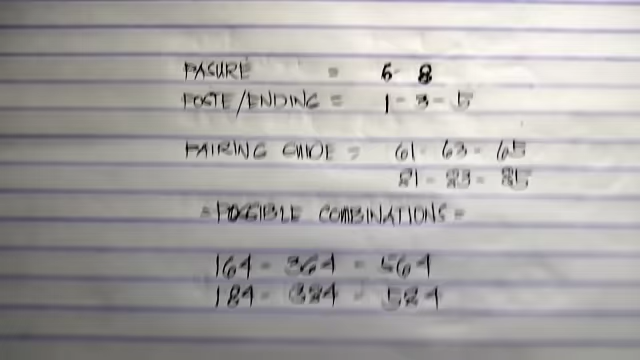 PASURE = 6 - 8
POSTE/ENDING = 1 - 3 - 5
PAIRING GUIDE = 61 - 63 - 65
81 - 83 - 85
= POSSIBLE COMBINATIONS =
164 - 364 - 564
184 - 384 - 584